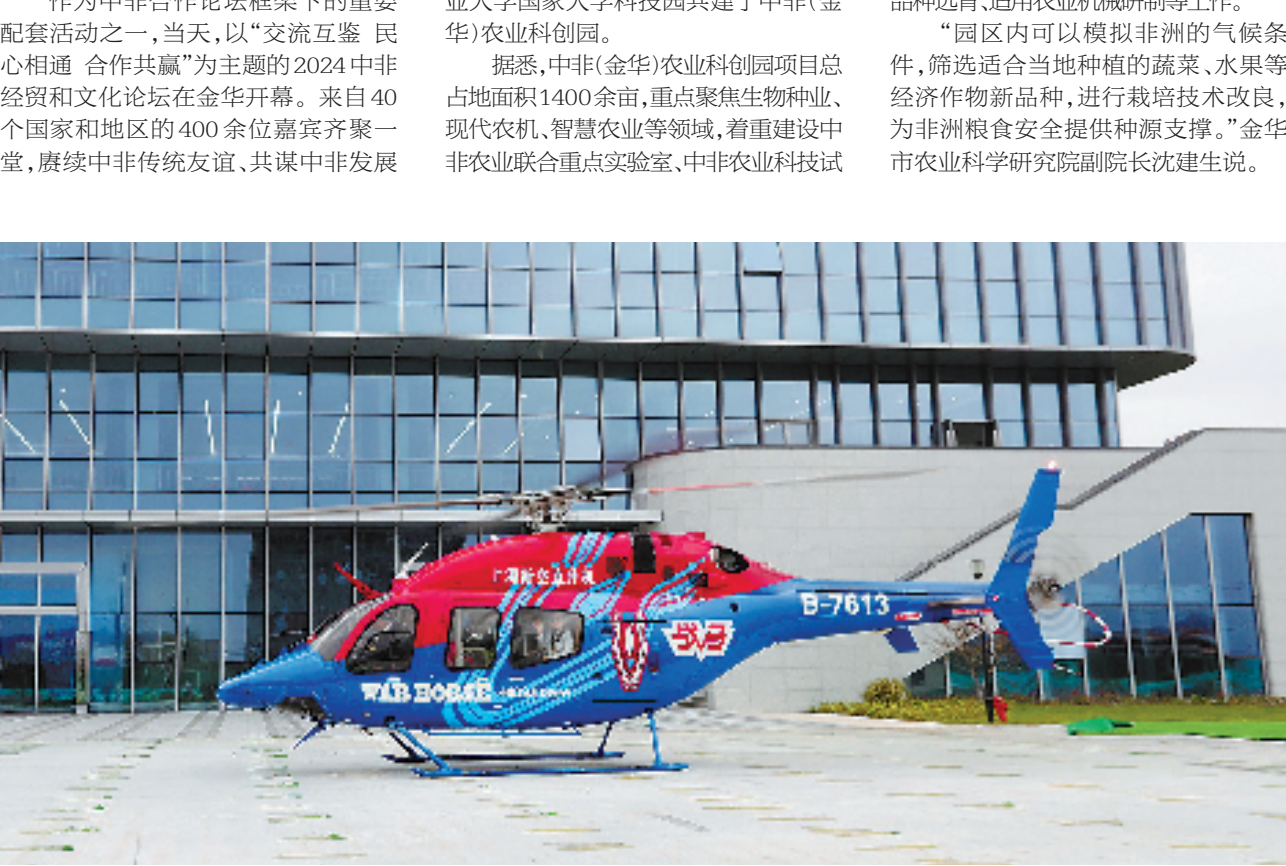 作为中非合作论坛框架下的重要
配套活动之一，当天，以“交流互鉴 民
心相通 合作共赢”为主题的2024中非
经贸和文化论坛在金华开幕。来自40
个国家和地区的400余位嘉宾齐聚一
堂，赓续中非传统友谊、共谋中非发展
业大学国家大学科技园共建了中非（金
华）农业科创园。
据悉，中非（金华）农业科创园项目总
占地面积1400余亩，重点聚焦生物种业、
现代农机、智慧农业等领域，着重建设中
非农业联合重点实验室、中非农业科技试
品种选育、适用农业机械研制等工作。
“园区内可以模拟非洲的气候条
件，筛选适合当地种植的蔬菜、水果等
经济作物新品种，进行栽培技术改良，
为非洲粮食安全提供种源支撑。”金华
市农业科学研究院副院长沈建生说。
B-7613
WAR HORSE